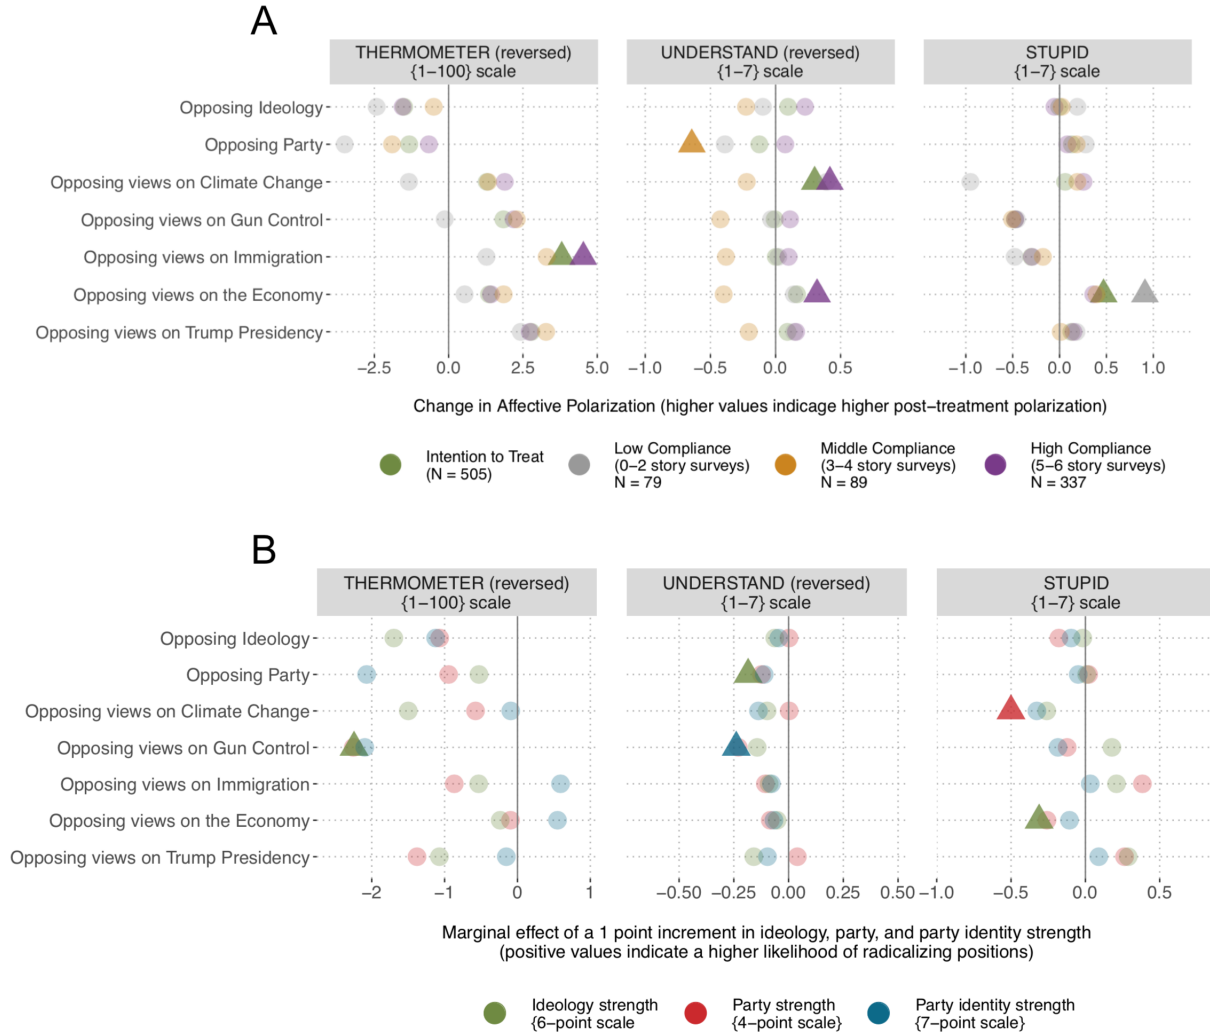 A
THERMOMETER (reversed)
{1−100} scale
UNDERSTAND (reversed)
{1−7} scale
STUPID
{1−7} scale
Opposing Ideology
Opposing Party
Opposing views on Climate Change
Opposing views on Gun Control
Opposing views on Immigration
Opposing views on the Economy
Opposing views on Trump Presidency
−2.5 0.0 2.5 5.0
−1.0 −0.5 0.0 0.5
−1.0 −0.5 0.0 0.5 1.0
Change in Affective Polarization (higher values indicage higher post−treatment polarization)
Intention to Treat
(N = 505)
Low Compliance
(0−2 story surveys)
N = 79
Middle Compliance
(3−4 story surveys)
N = 89
High Compliance
(5−6 story surveys)
N = 337
B
THERMOMETER (reversed)
{1−100} scale
UNDERSTAND (reversed)
{1−7} scale
STUPID
{1−7} scale
Opposing Ideology
Opposing Party
Opposing views on Climate Change
Opposing views on Gun Control
Opposing views on Immigration
Opposing views on the Economy
Opposing views on Trump Presidency
−2 −1 0 1
−0.50 −0.25 0.00 0.25 0.50
−1.0 −0.5 0.0 0.5
Marginal effect of a 1 point increment in ideology, party, and party identity strength
(positive values indicate a higher likelihood of radicalizing positions)
Ideology strength
{6−point scale
Party strength
{4−point scale}
Party identity strength
{7−point scale}